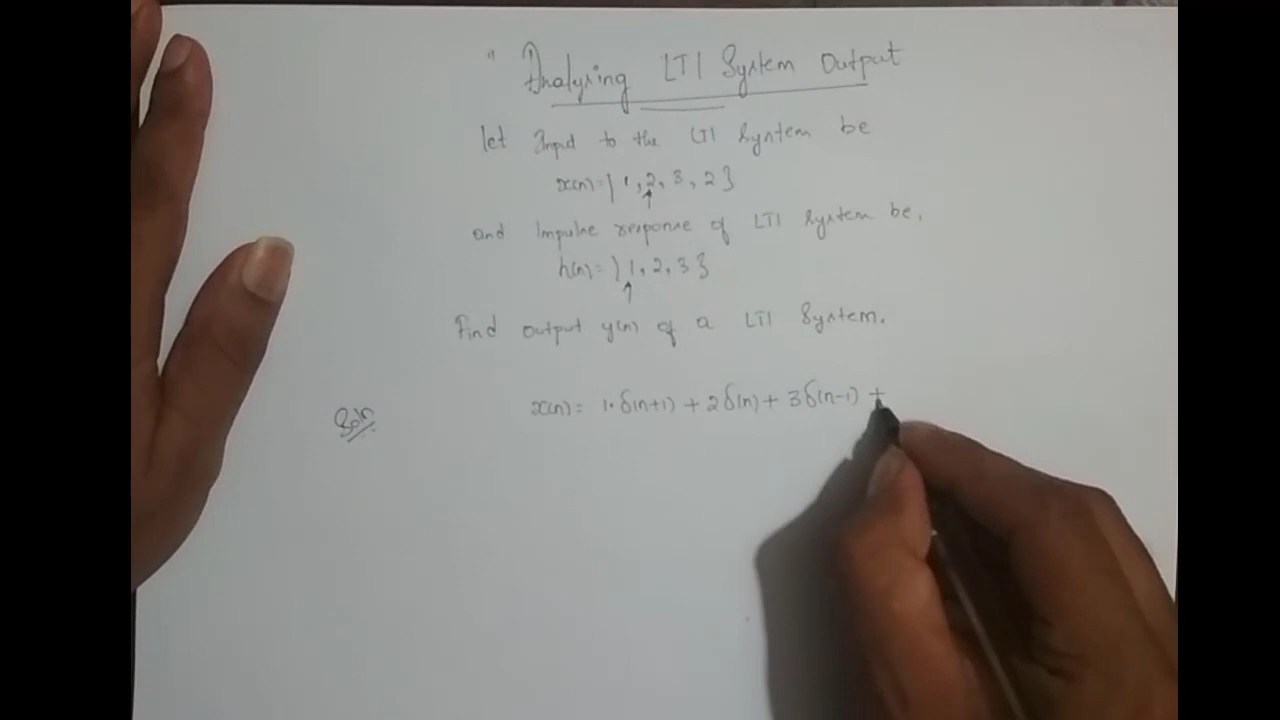 " Analysing LTI System Output
let Input to the LTI System be
x(n)={ 1, 2, 3, 2 }
↑
and Impulse response of LTI System be,
h(n)={ 1, 2, 3 }
↑
Find output y(n) of a LTI System.
Soln
x(n)= 1.δ(n+1) + 2δ(n) + 3δ(n-1) +